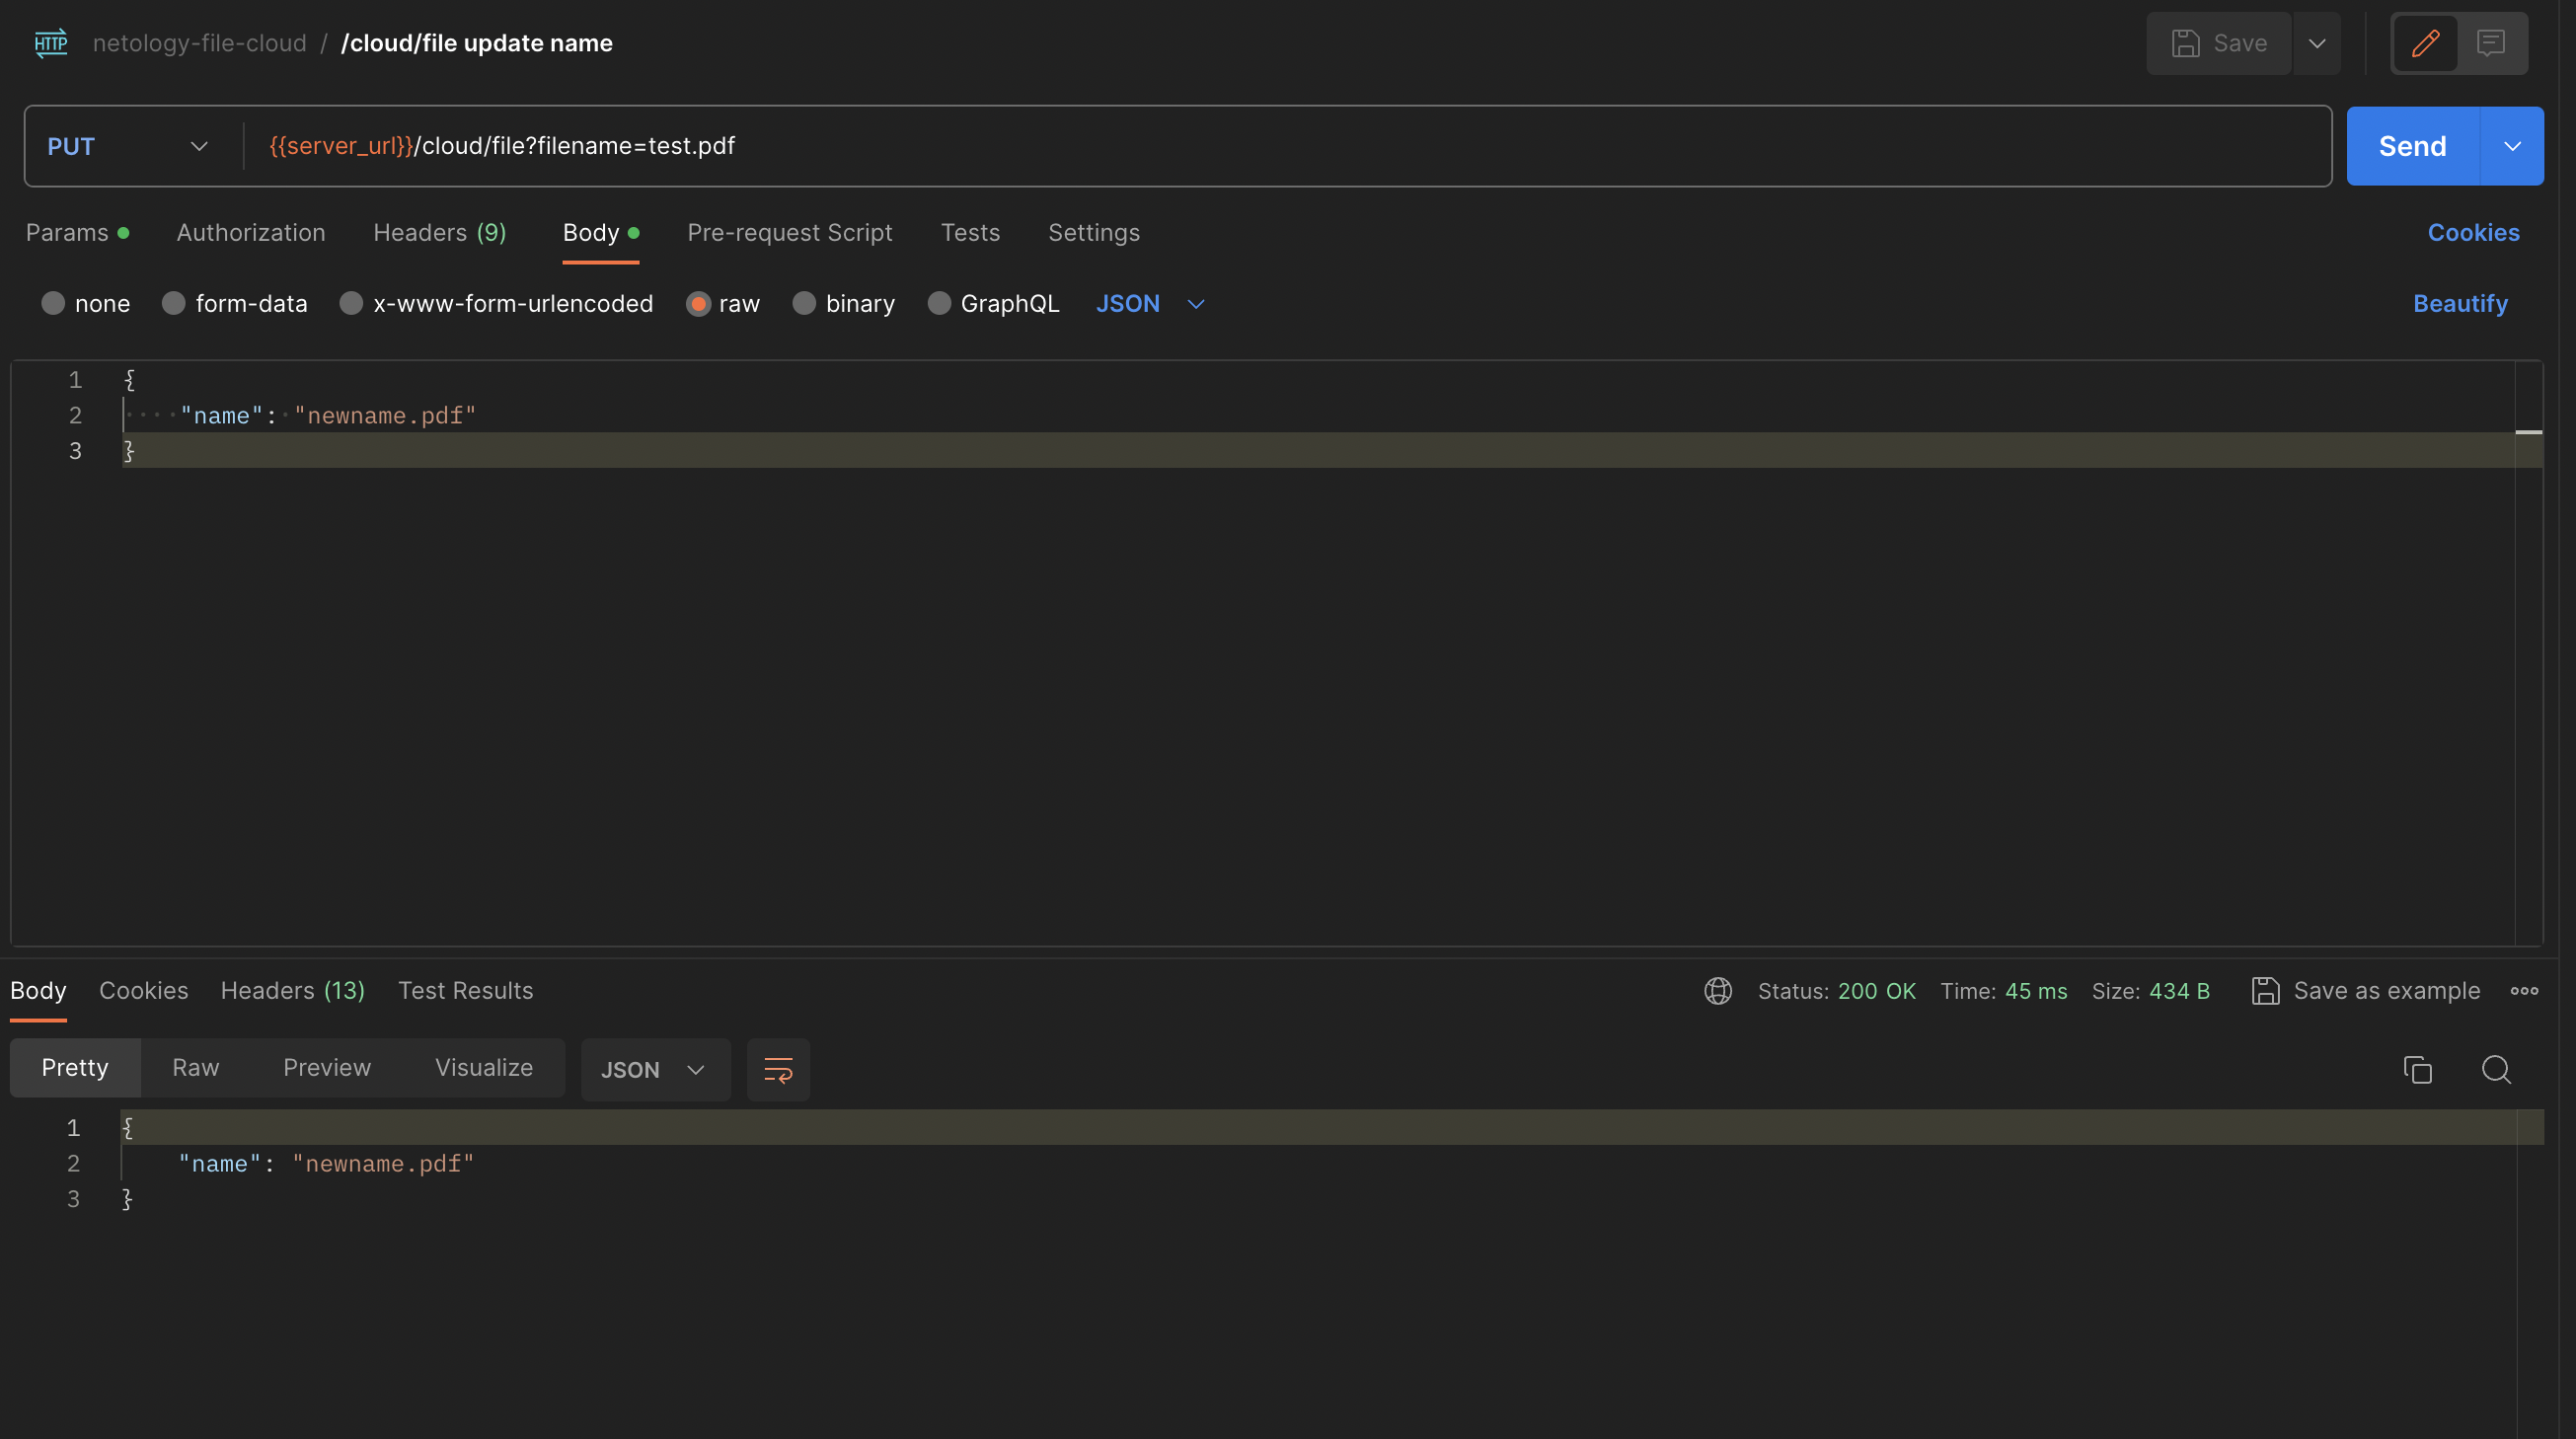 HTTP netology-file-cloud / /cloud/file update name Save
PUT {{server_url}}/cloud/file?filename=test.pdf Send
Params Authorization Headers (9) Body Pre-request Script Tests Settings Cookies
none form-data x-www-form-urlencoded raw binary GraphQL JSON Beautify
1 {
2 "name": "newname.pdf"
3 }
Body Cookies Headers (13) Test Results Status: 200 OK Time: 45 ms Size: 434 B Save as example
Pretty Raw Preview Visualize JSON
1 {
2 "name": "newname.pdf"
3 }